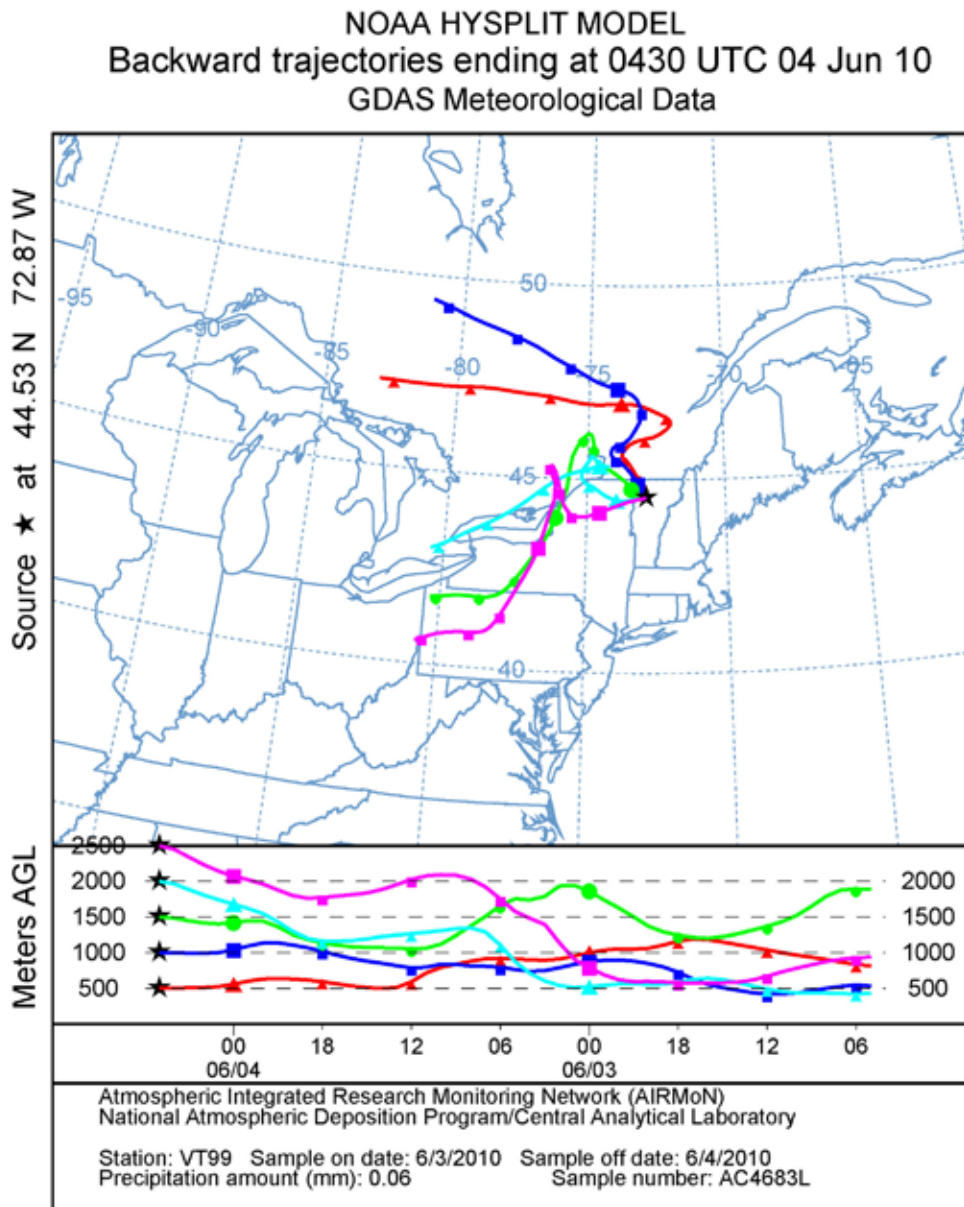 NOAA HYSPLIT MODEL
Backward trajectories ending at 0430 UTC 04 Jun 10
GDAS Meteorological Data
Source ★ at 44.53 N 72.87 W
-95
-90
-85
-80
-75
-70
-65
50
45
45
40
Meters AGL
2500
2000
1500
1000
500
2000
1500
1000
500
00 18 12 06 00 18 12 06
06/04 06/03
Atmospheric Integrated Research Monitoring Network (AIRMoN)
National Atmospheric Deposition Program/Central Analytical Laboratory
Station: VT99 Sample on date: 6/3/2010 Sample off date: 6/4/2010
Precipitation amount (mm): 0.06 Sample number: AC4683L